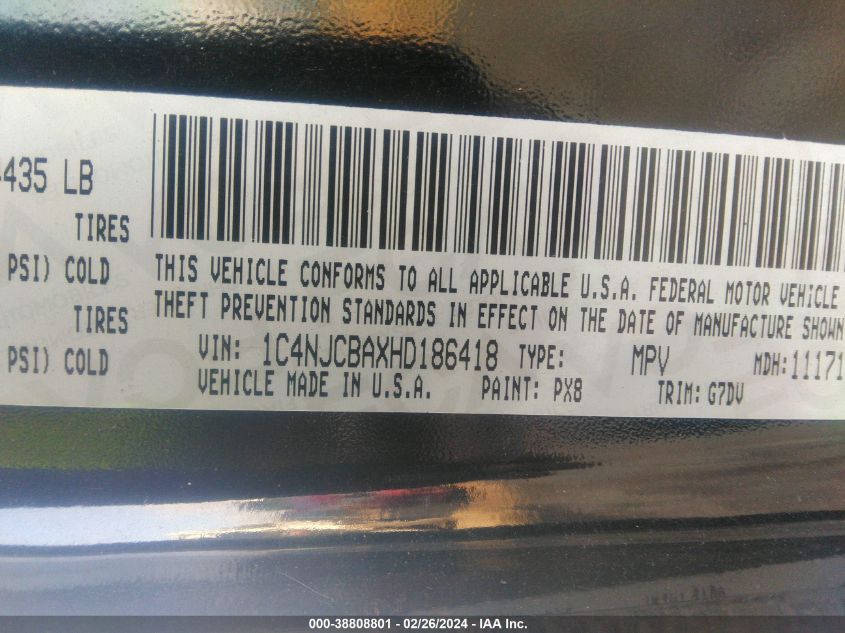 435 LB
TIRES
PSI) COLD
TIRES
PSI) COLD
THIS VEHICLE CONFORMS TO ALL APPLICABLE U.S.A. FEDERAL MOTOR VEHICLE
THEFT PREVENTION STANDARDS IN EFFECT ON THE DATE OF MANUFACTURE SHOWN
VIN: 1C4NJCBAXHD186418 TYPE: MPV MDH:11171
VEHICLE MADE IN U.S.A. PAINT: PX8 TRIM: G7DV
000-38808801 - 02/26/2024 - IAA Inc.